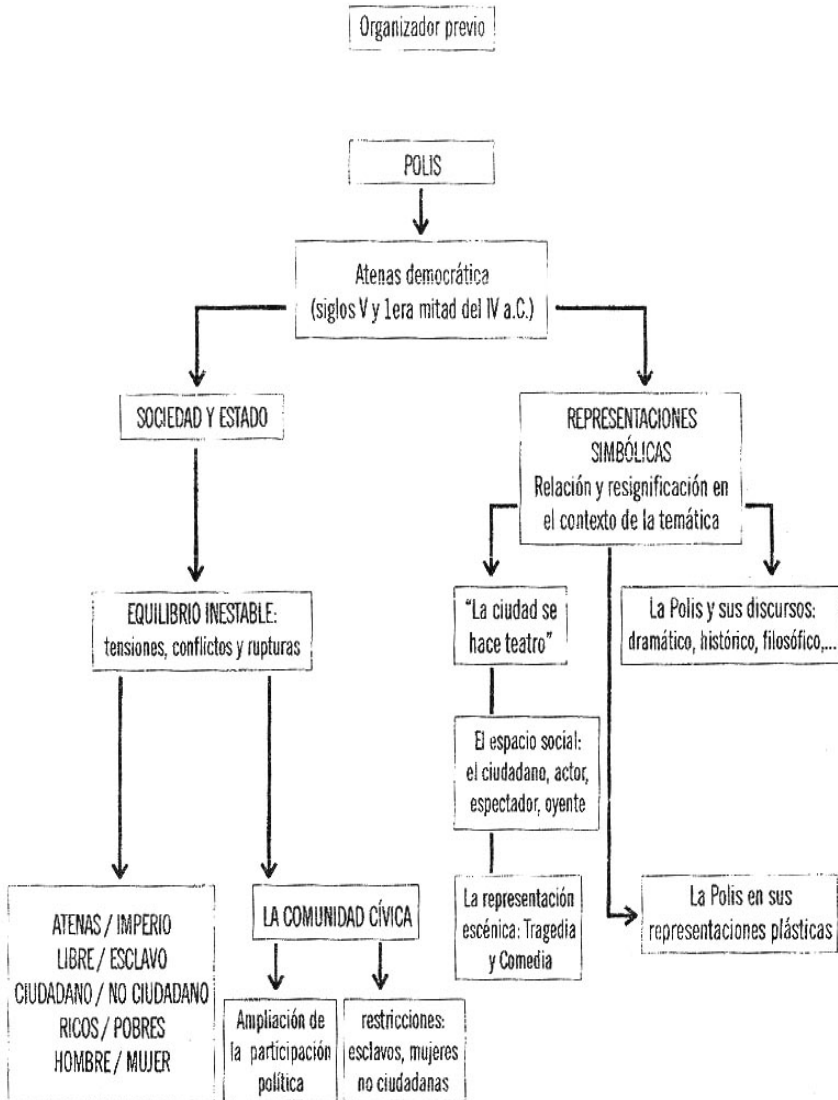 Organizador previo
POLIS
Atenas democrática
(siglos V y 1era mitad del IV a.C.)
SOCIEDAD Y ESTADO
REPRESENTACIONES
SIMBÓLICAS
Relación y resignificación en
el contexto de la temática
EQUILIBRIO INESTABLE:
tensiones, conflictos y rupturas
"La ciudad se
hace teatro"
La Polis y sus discursos:
dramático, histórico, filosófico,...
El espacio social:
el ciudadano, actor,
espectador, oyente
ATENAS / IMPERIO
LIBRE / ESCLAVO
CIUDADANO / NO CIUDADANO
RICOS / POBRES
HOMBRE / MUJER
LA COMUNIDAD CÍVICA
La representación
escénica: Tragedia
y Comedia
La Polis en sus
representaciones plásticas
Ampliación de
la participación
política
restricciones:
esclavos, mujeres
no ciudadanas